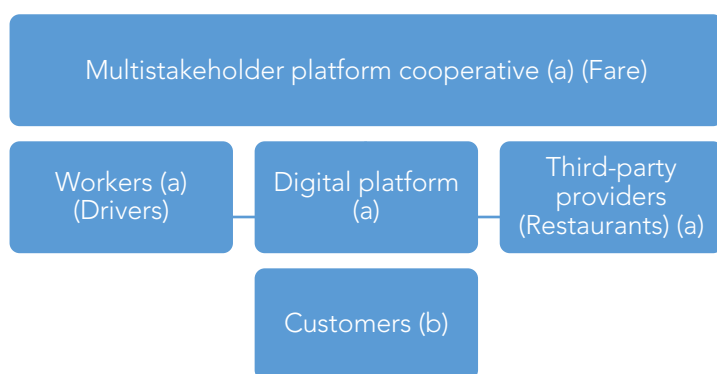 Multistakeholder platform cooperative (a) (Fare)
Workers (a)
(Drivers)
Digital platform
(a)
Third-party
providers
(Restaurants) (a)
Customers (b)